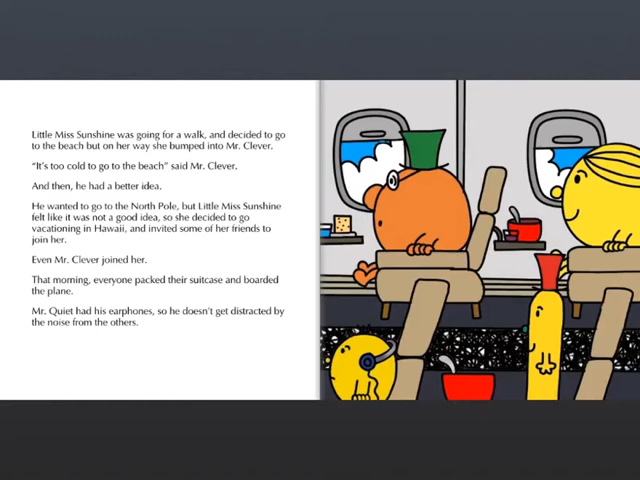 Little Miss Sunshine was going for a walk, and decided to go
to the beach but on her way she bumped into Mr. Clever.
“It’s too cold to go to the beach” said Mr. Clever.
And then, he had a better idea.
He wanted to go to the North Pole, but Little Miss Sunshine
felt like it was not a good idea, so she decided to go
vacationing in Hawaii, and invited some of her friends to
join her.
Even Mr. Clever joined her.
That morning, everyone packed their suitcase and boarded
the plane.
Mr. Quiet had his earphones, so he doesn’t get distracted by
the noise from the others.